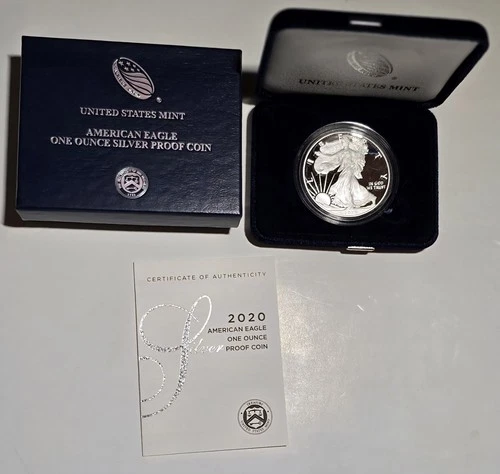 UNITED STATES MINT
AMERICAN EAGLE
ONE OUNCE SILVER PROOF COIN
UNITED STATES MINT
IN GOD
WE TRUST
CERTIFICATE OF AUTHENTICITY
2020
AMERICAN EAGLE
ONE OUNCE
Silver PROOF COIN